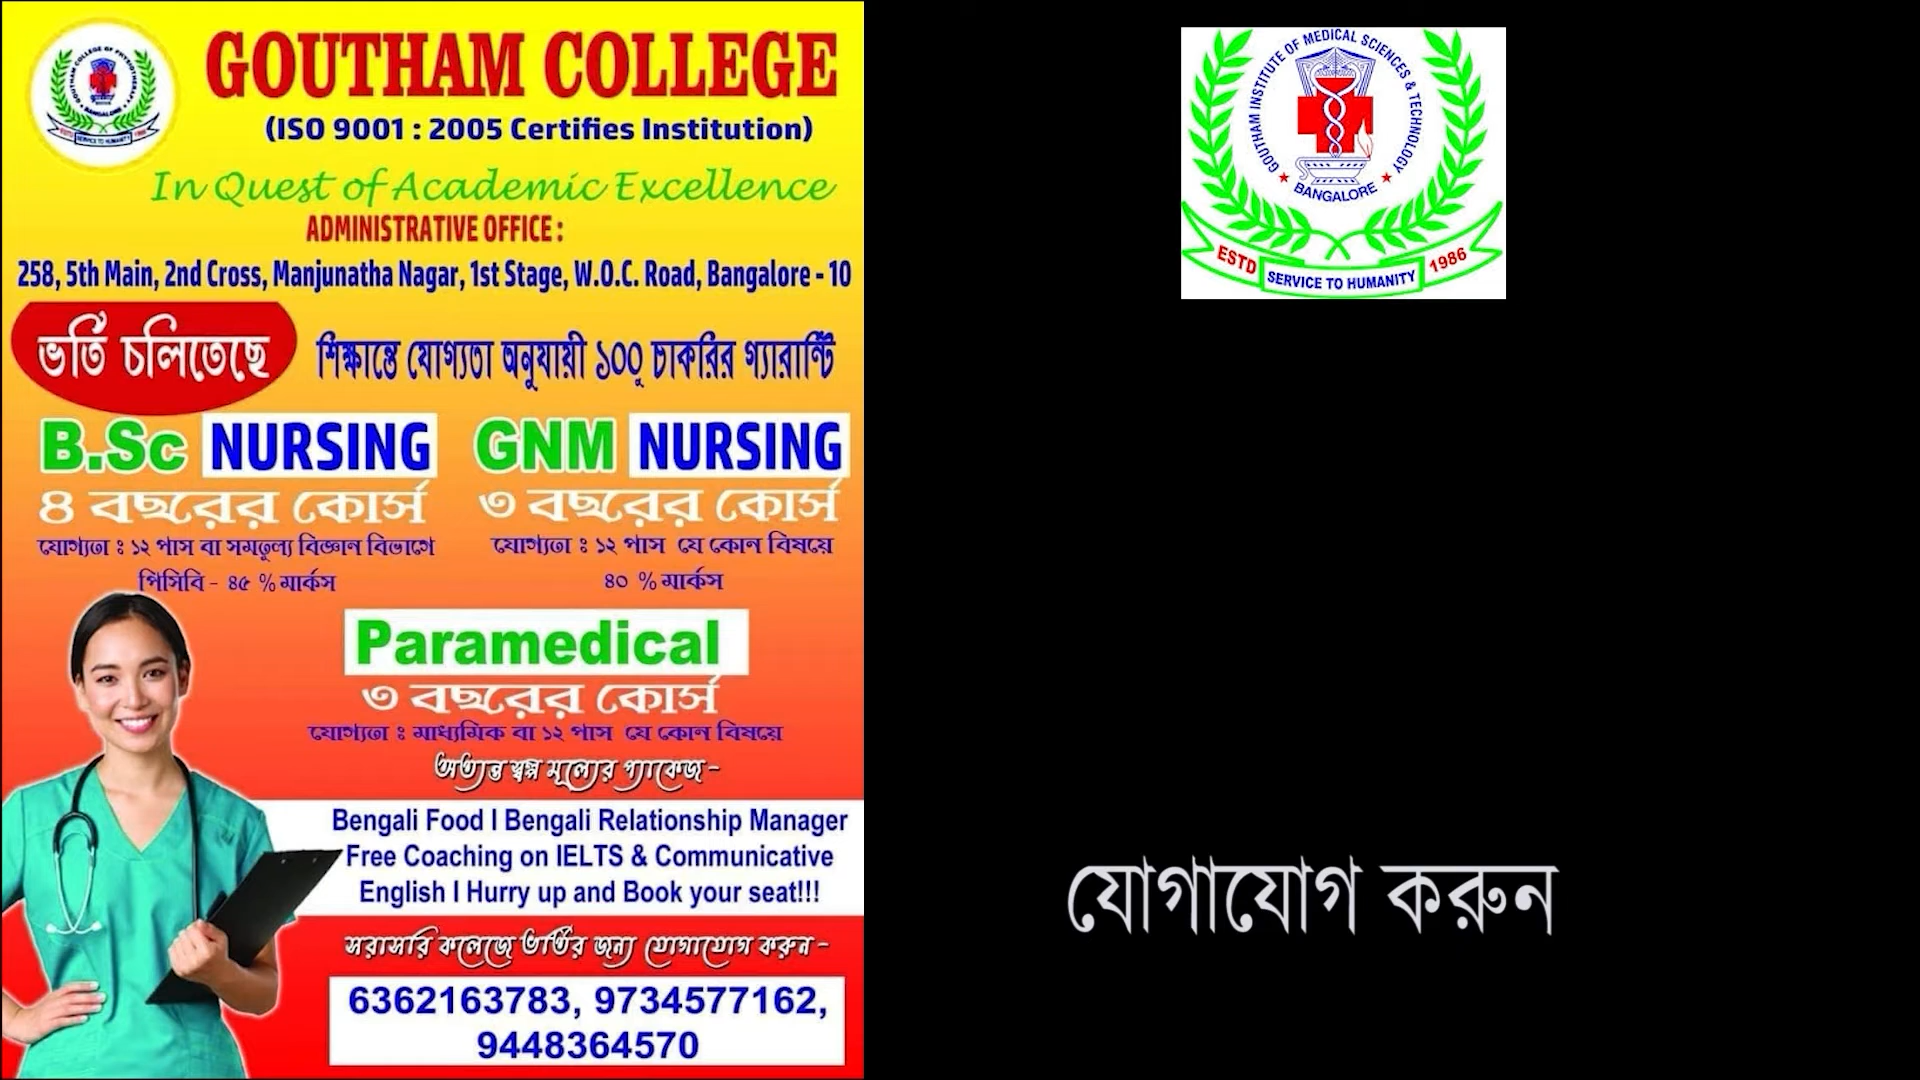 GOUTHAM COLLEGE
(ISO 9001 : 2005 Certifies Institution)
In Quest of Academic Excellence
ADMINISTRATIVE OFFICE :
258, 5th Main, 2nd Cross, Manjunatha Nagar, 1st Stage, W.O.C. Road, Bangalore - 10
ভর্তি চলিতেছে
শিক্ষান্তে যোগ্যতা অনুযায়ী ১০০ চাকরির গ্যারান্টি
B.Sc NURSING
৪ বছরের কোর্স
যোগ্যতা ঃ ১২ পাস বা সমতুল্য বিজ্ঞান বিভাগে
পিসিবি - ৪৫ % মার্কস
GNM NURSING
৩ বছরের কোর্স
যোগ্যতা ঃ ১২ পাস যে কোন বিষয়ে
৪০ % মার্কস
Paramedical
৩ বছরের কোর্স
যোগ্যতা ঃ মাধ্যমিক বা ১২ পাস যে কোন বিষয়ে
অত্যন্ত স্বল্প মূল্যের প্যাকেজ -
Bengali Food I Bengali Relationship Manager
Free Coaching on IELTS & Communicative
English I Hurry up and Book your seat!!!
সরাসরি কলেজে ভর্তির জন্য যোগাযোগ করুন -
6362163783, 9734577162,
9448364570
GOUTHAM INSTITUTE OF MEDICAL SCIENCES & TECHNOLOGY
BANGALORE
ESTD 1986
SERVICE TO HUMANITY
যোগাযোগ করুন